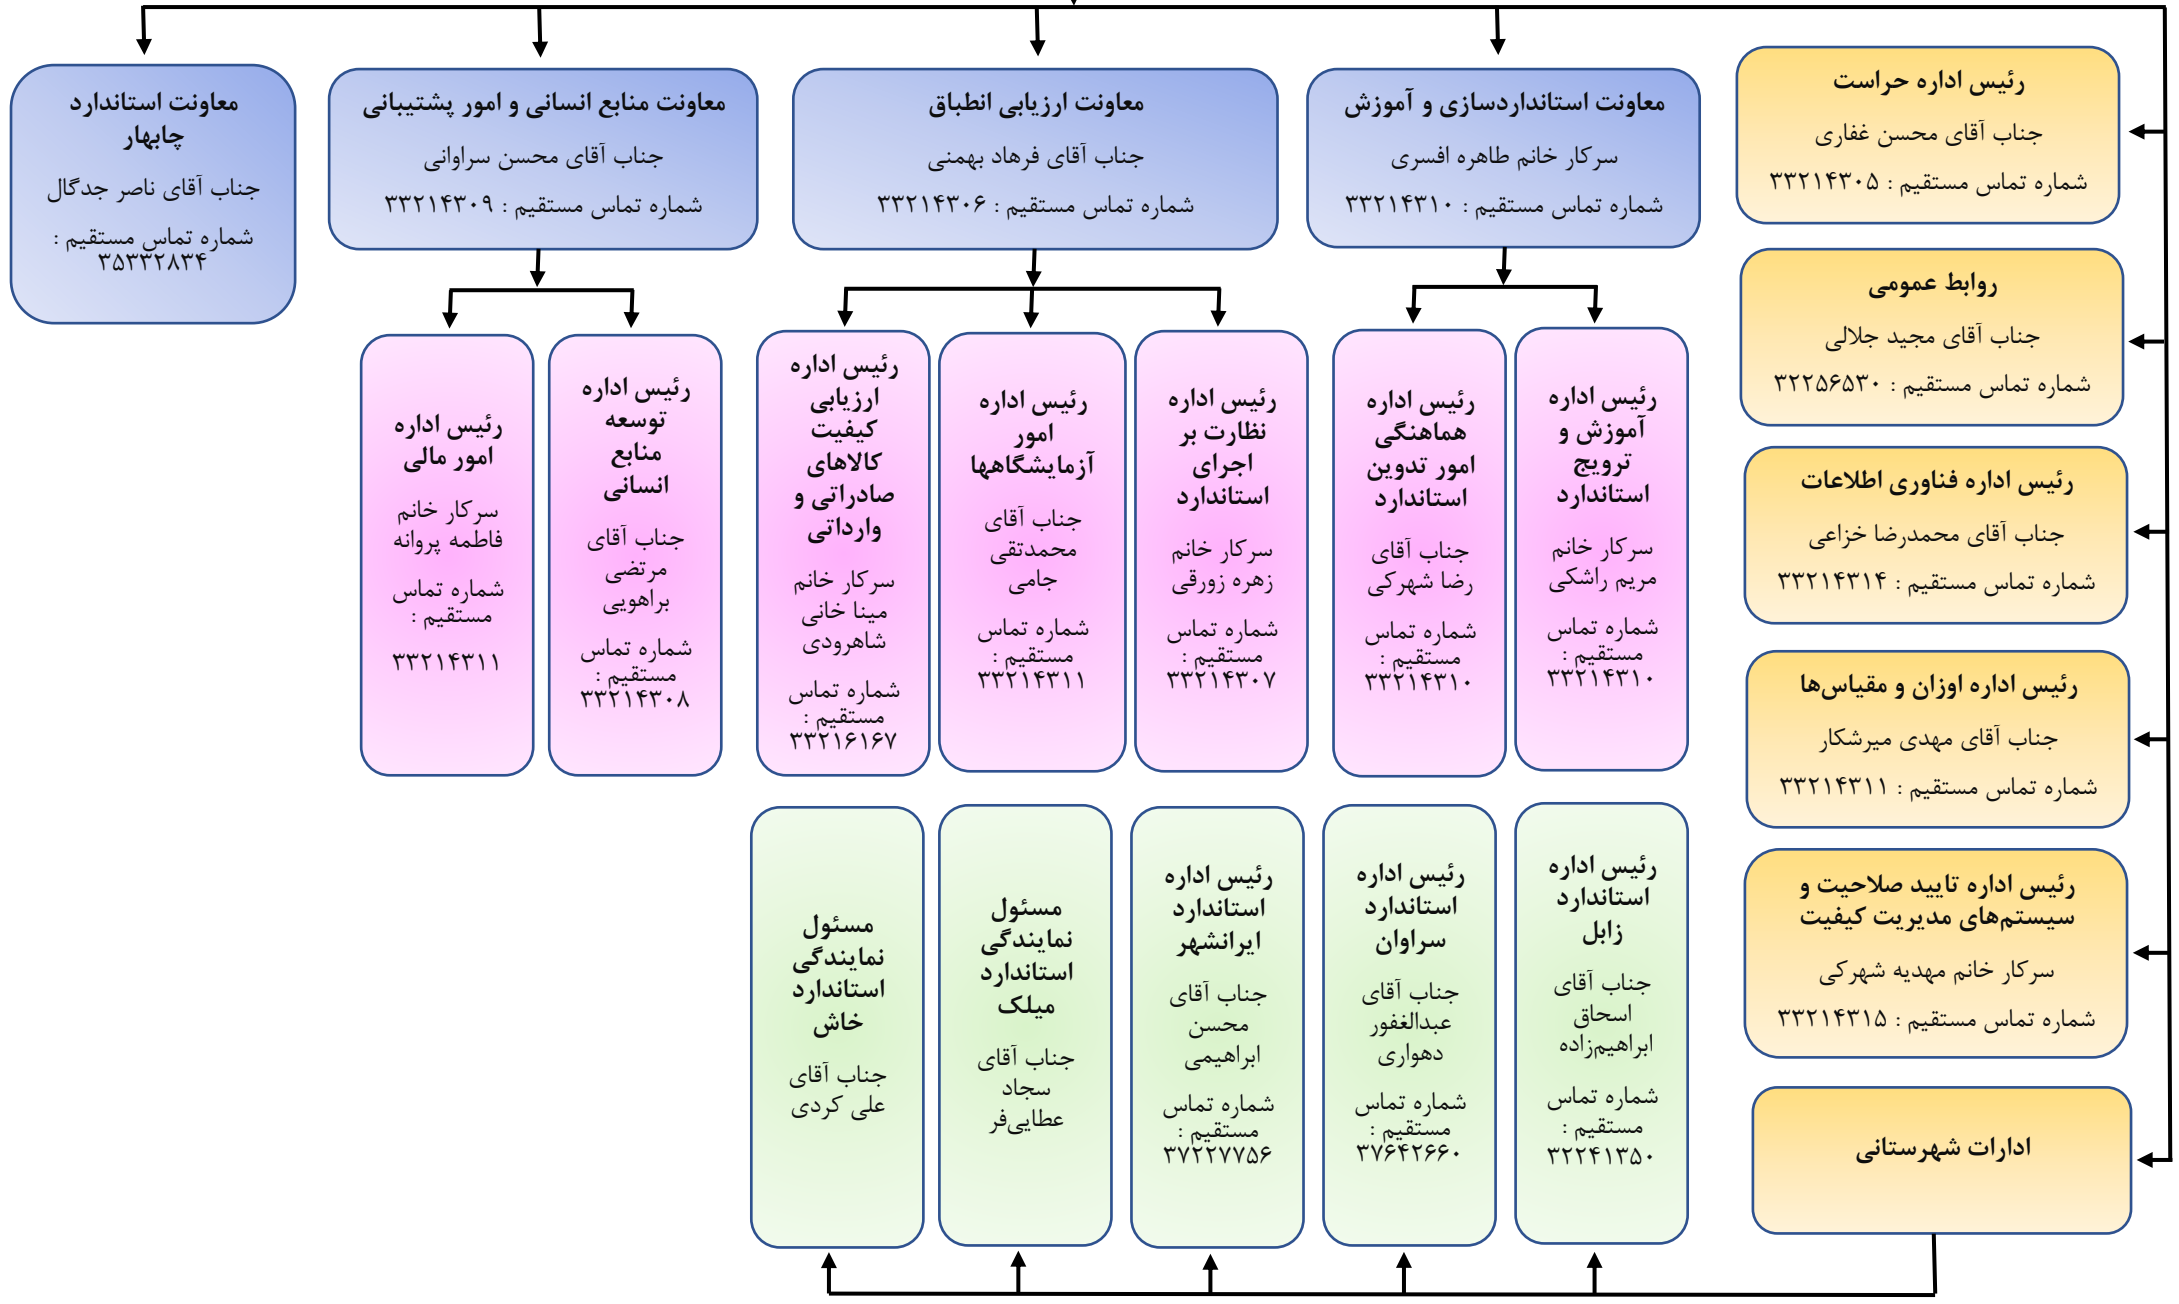 معاونت استاندارد
چابهار
جناب آقای ناصر جدگال
شماره تماس مستقیم :
۳۵۳۳۲۸۳۴
معاونت منابع انسانی و امور پشتیبانی
جناب آقای محسن سراوانی
شماره تماس مستقیم : ۳۳۲۱۴۳۰۹
معاونت ارزیابی انطباق
جناب آقای فرهاد بهمنی
شماره تماس مستقیم : ۳۳۲۱۴۳۰۶
معاونت استانداردسازی و آموزش
سرکار خانم طاهره افسری
شماره تماس مستقیم : ۳۳۲۱۴۳۱۰
رئیس اداره حراست
جناب آقای محسن غفاری
شماره تماس مستقیم : ۳۳۲۱۴۳۰۵
روابط عمومی
جناب آقای مجید جلالی
شماره تماس مستقیم : ۳۲۲۵۶۵۳۰
رئیس اداره فناوری اطلاعات
جناب آقای محمدرضا خزاعی
شماره تماس مستقیم : ۳۳۲۱۴۳۱۴
رئیس اداره اوزان و مقیاس‌ها
جناب آقای مهدی میرشکار
شماره تماس مستقیم : ۳۳۲۱۴۳۱۱
رئیس اداره تایید صلاحیت و
سیستم‌های مدیریت کیفیت
سرکار خانم مهدیه شهرکی
شماره تماس مستقیم : ۳۳۲۱۴۳۱۵
ادارات شهرستانی
رئیس اداره
آموزش و
ترویج
استاندارد
سرکار خانم
مریم راشکی
شماره تماس
مستقیم :
۳۳۲۱۴۳۱۰
رئیس اداره
هماهنگی
امور تدوین
استاندارد
جناب آقای
رضا شهرکی
شماره تماس
مستقیم :
۳۳۲۱۴۳۱۰
رئیس اداره
نظارت بر
اجرای
استاندارد
سرکار خانم
زهره زورقی
شماره تماس
مستقیم :
۳۳۲۱۴۳۰۷
رئیس اداره
امور
آزمایشگاهها
جناب آقای
محمدتقی
جامی
شماره تماس
مستقیم :
۳۳۲۱۴۳۱۱
رئیس اداره
ارزیابی
کیفیت
کالاهای
صادراتی و
وارداتی
سرکار خانم
مینا خانی
شاهرودی
شماره تماس
مستقیم :
۳۳۲۱۶۱۶۷
رئیس اداره
توسعه
منابع
انسانی
جناب آقای
مرتضی
براهویی
شماره تماس
مستقیم :
۳۳۲۱۴۳۰۸
رئیس اداره
امور مالی
سرکار خانم
فاطمه پروانه
شماره تماس
مستقیم :
۳۳۲۱۴۳۱۱
رئیس اداره
استاندارد
زابل
جناب آقای
اسحاق
ابراهیم‌زاده
شماره تماس
مستقیم :
۳۲۲۴۱۳۵۰
رئیس اداره
استاندارد
سراوان
جناب آقای
عبدالغفور
دهواری
شماره تماس
مستقیم :
۳۷۶۴۲۶۶۰
رئیس اداره
استاندارد
ایرانشهر
جناب آقای
محسن
ابراهیمی
شماره تماس
مستقیم :
۳۷۲۲۷۷۵۶
مسئول
نمایندگی
استاندارد
میلک
جناب آقای
سجاد
عطایی‌فر
مسئول
نمایندگی
استاندارد
خاش
جناب آقای
علی کردی